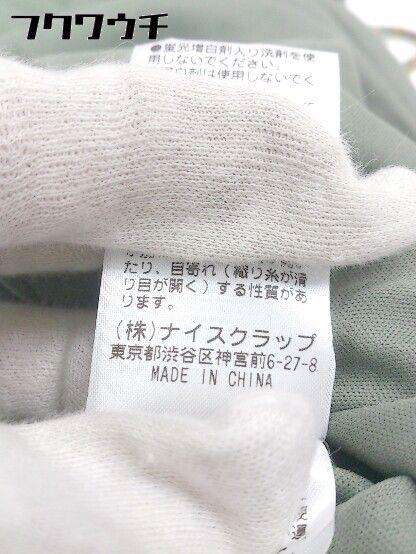 フクワウチ
●蛍光増白剤入り洗剤を使
用しないでください。
たり、目寄れ（織り糸が滑
り目が開く）する性質があ
ります。
（株）ナイスクラップ
東京都渋谷区神宮前6-27-8
MADE IN CHINA